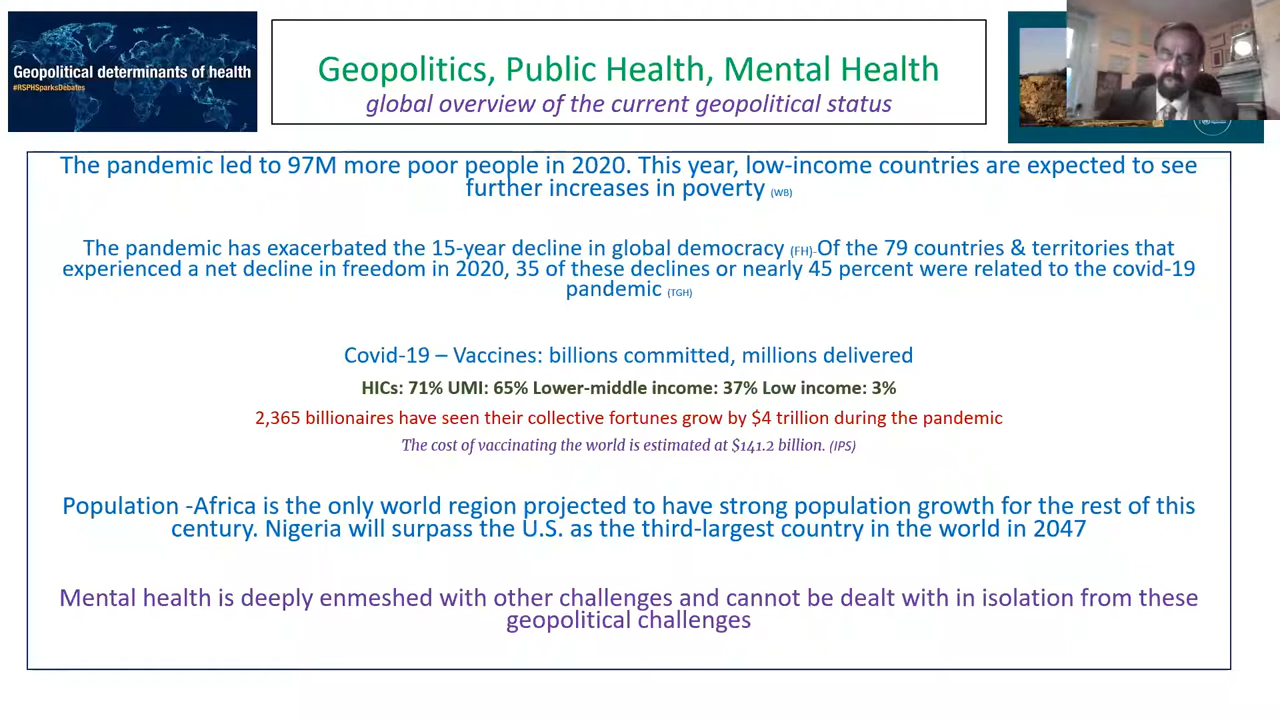 Geopolitical determinants of health
#RSPHSparksDebates
Geopolitics, Public Health, Mental Health
global overview of the current geopolitical status
The pandemic led to 97M more poor people in 2020. This year, low-income countries are expected to see
further increases in poverty (WB)
The pandemic has exacerbated the 15-year decline in global democracy (FH)-Of the 79 countries & territories that
experienced a net decline in freedom in 2020, 35 of these declines or nearly 45 percent were related to the covid-19
pandemic (TGH)
Covid-19 – Vaccines: billions committed, millions delivered
HICs: 71% UMI: 65% Lower-middle income: 37% Low income: 3%
2,365 billionaires have seen their collective fortunes grow by $4 trillion during the pandemic
The cost of vaccinating the world is estimated at $141.2 billion. (IPS)
Population -Africa is the only world region projected to have strong population growth for the rest of this
century. Nigeria will surpass the U.S. as the third-largest country in the world in 2047
Mental health is deeply enmeshed with other challenges and cannot be dealt with in isolation from these
geopolitical challenges